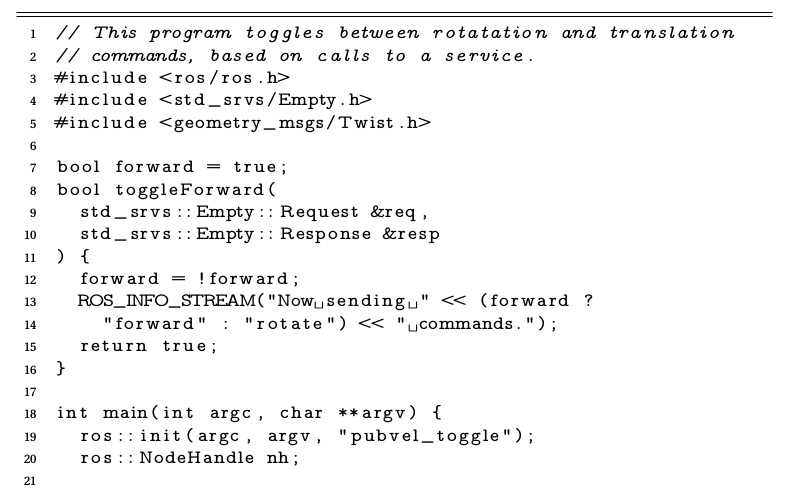 1 // This program toggles between rotatation and translation
2 // commands, based on calls to a service.
3 #include <ros/ros.h>
4 #include <std_srvs/Empty.h>
5 #include <geometry_msgs/Twist.h>
6
7 bool forward = true;
8 bool toggleForward(
9 std_srvs::Empty::Request &req,
10 std_srvs::Empty::Response &resp
11 ) {
12 forward = !forward;
13 ROS_INFO_STREAM("Now␣sending␣" << (forward ?
14 "forward" : "rotate") << "␣commands.");
15 return true;
16 }
17
18 int main(int argc, char **argv) {
19 ros::init(argc, argv, "pubvel_toggle");
20 ros::NodeHandle nh;
21